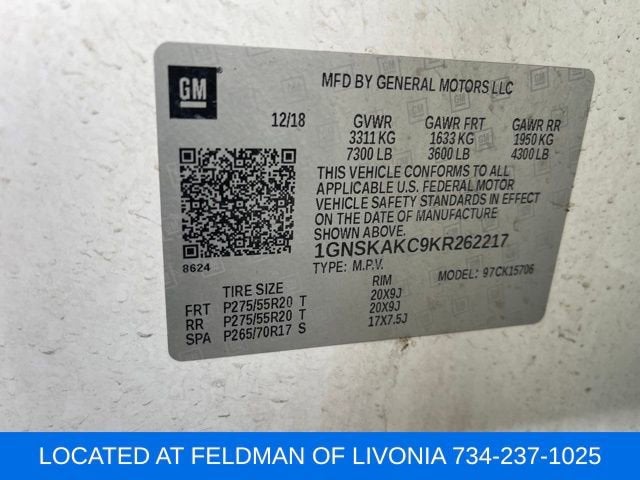 GM
MFD BY GENERAL MOTORS LLC
12/18 GVWR GAWR FRT GAWR RR
3311 KG 1633 KG 1950 KG
7300 LB 3600 LB 4300 LB
THIS VEHICLE CONFORMS TO ALL
APPLICABLE U.S. FEDERAL MOTOR
VEHICLE SAFETY STANDARDS IN EFFECT
ON THE DATE OF MANUFACTURE
SHOWN ABOVE.
1GNSKAKC9KR262217
8624
TYPE: M.P.V. MODEL: 97CK15706
TIRE SIZE RIM
FRT P275/55R20 T 20X9J
RR P275/55R20 T 20X9J
SPA P265/70R17 S 17X7.5J
LOCATED AT FELDMAN OF LIVONIA 734-237-1025